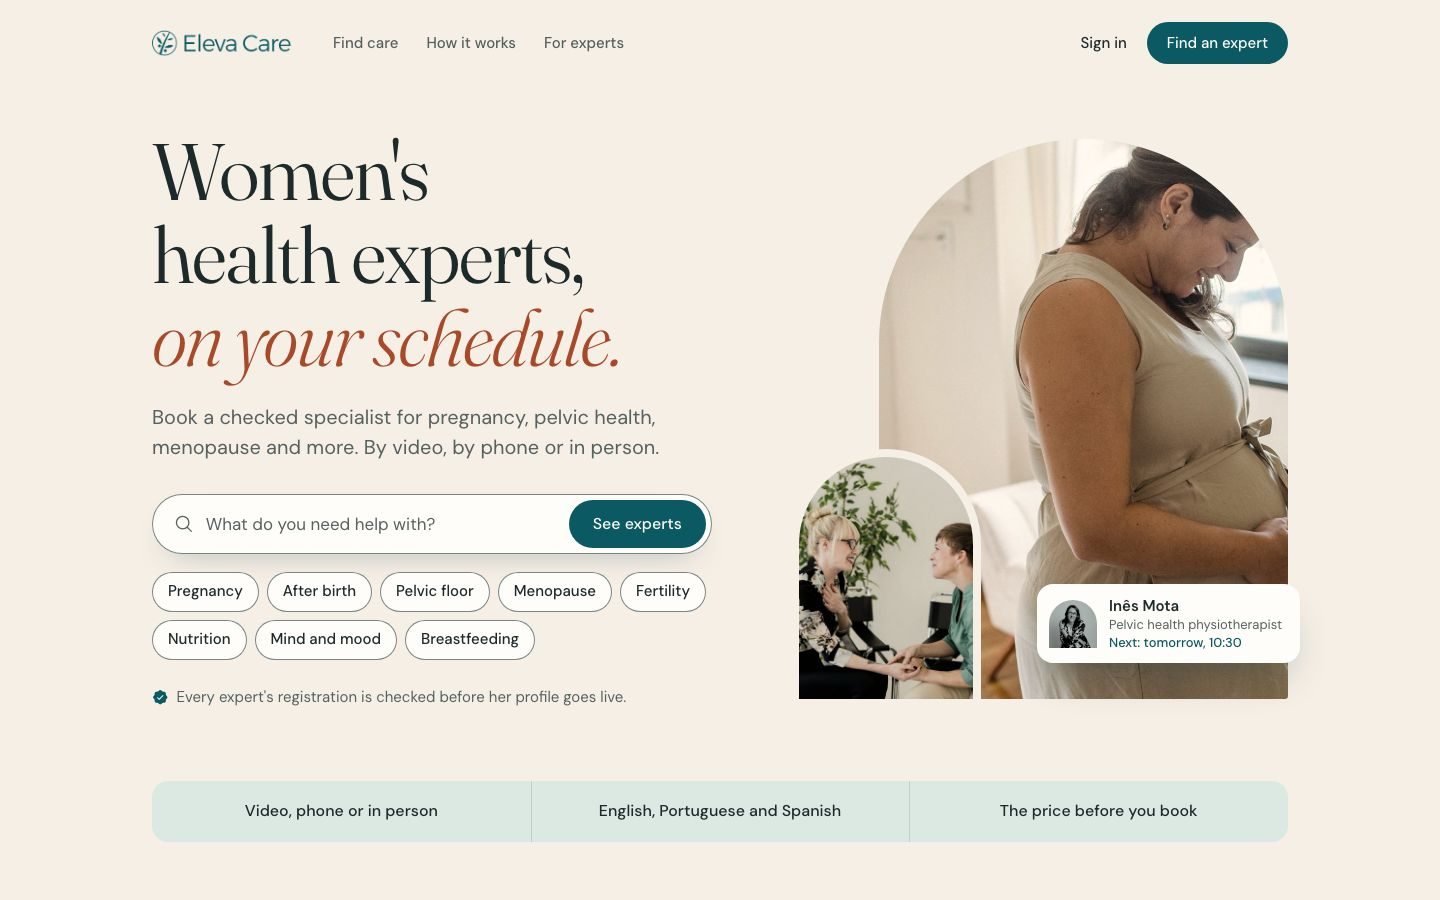 Eleva Care
Find care
How it works
For experts
Sign in
Find an expert
Women's
health experts,
on your schedule.
Book a checked specialist for pregnancy, pelvic health,
menopause and more. By video, by phone or in person.
What do you need help with?
See experts
Pregnancy
After birth
Pelvic floor
Menopause
Fertility
Nutrition
Mind and mood
Breastfeeding
Every expert's registration is checked before her profile goes live.
Inês Mota
Pelvic health physiotherapist
Next: tomorrow, 10:30
Video, phone or in person
English, Portuguese and Spanish
The price before you book